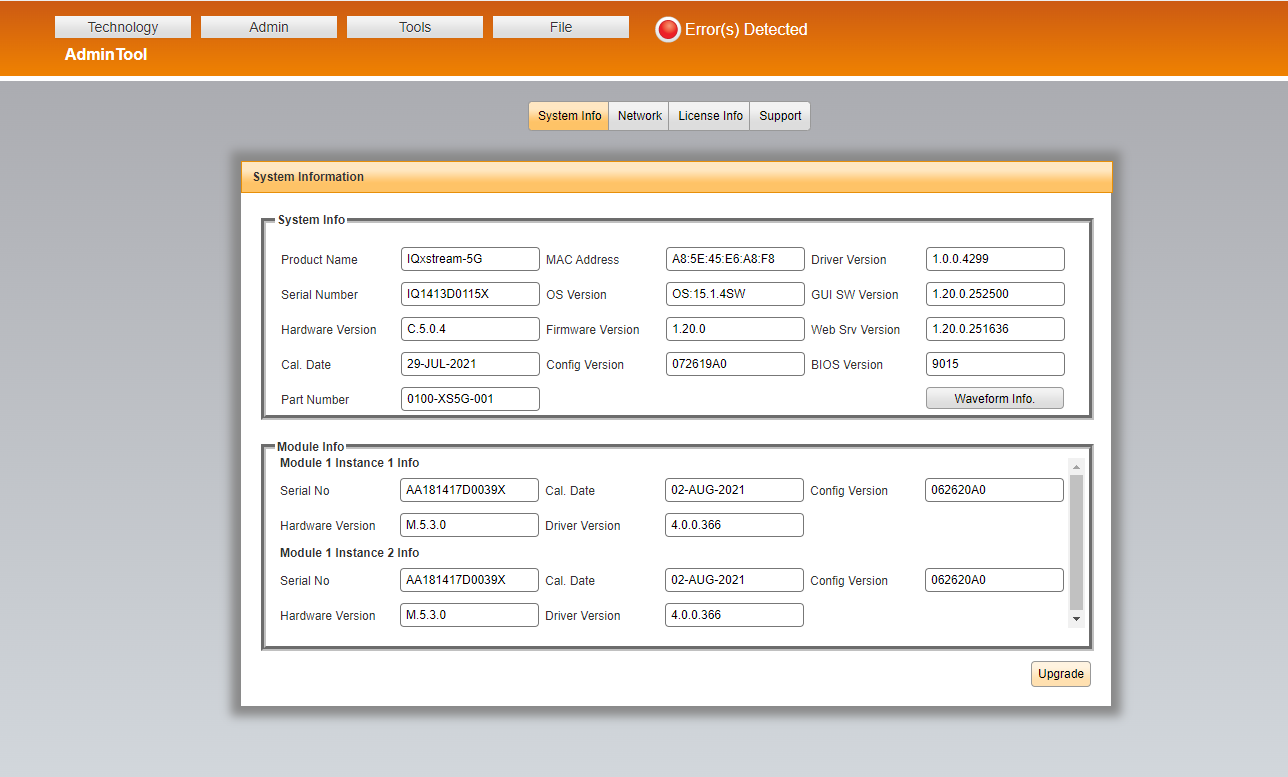 Technology Admin Tools File Error(s) Detected
AdminTool
System Info Network License Info Support
System Information
System Info
Product Name IQxstream-5G MAC Address A8:5E:45:E6:A8:F8 Driver Version 1.0.0.4299
Serial Number IQ1413D0115X OS Version OS:15.1.4SW GUI SW Version 1.20.0.252500
Hardware Version C.5.0.4 Firmware Version 1.20.0 Web Srv Version 1.20.0.251636
Cal. Date 29-JUL-2021 Config Version 072619A0 BIOS Version 9015
Part Number 0100-XS5G-001 Waveform Info.
Module Info
Module 1 Instance 1 Info
Serial No AA181417D0039X Cal. Date 02-AUG-2021 Config Version 062620A0
Hardware Version M.5.3.0 Driver Version 4.0.0.366
Module 1 Instance 2 Info
Serial No AA181417D0039X Cal. Date 02-AUG-2021 Config Version 062620A0
Hardware Version M.5.3.0 Driver Version 4.0.0.366
Upgrade